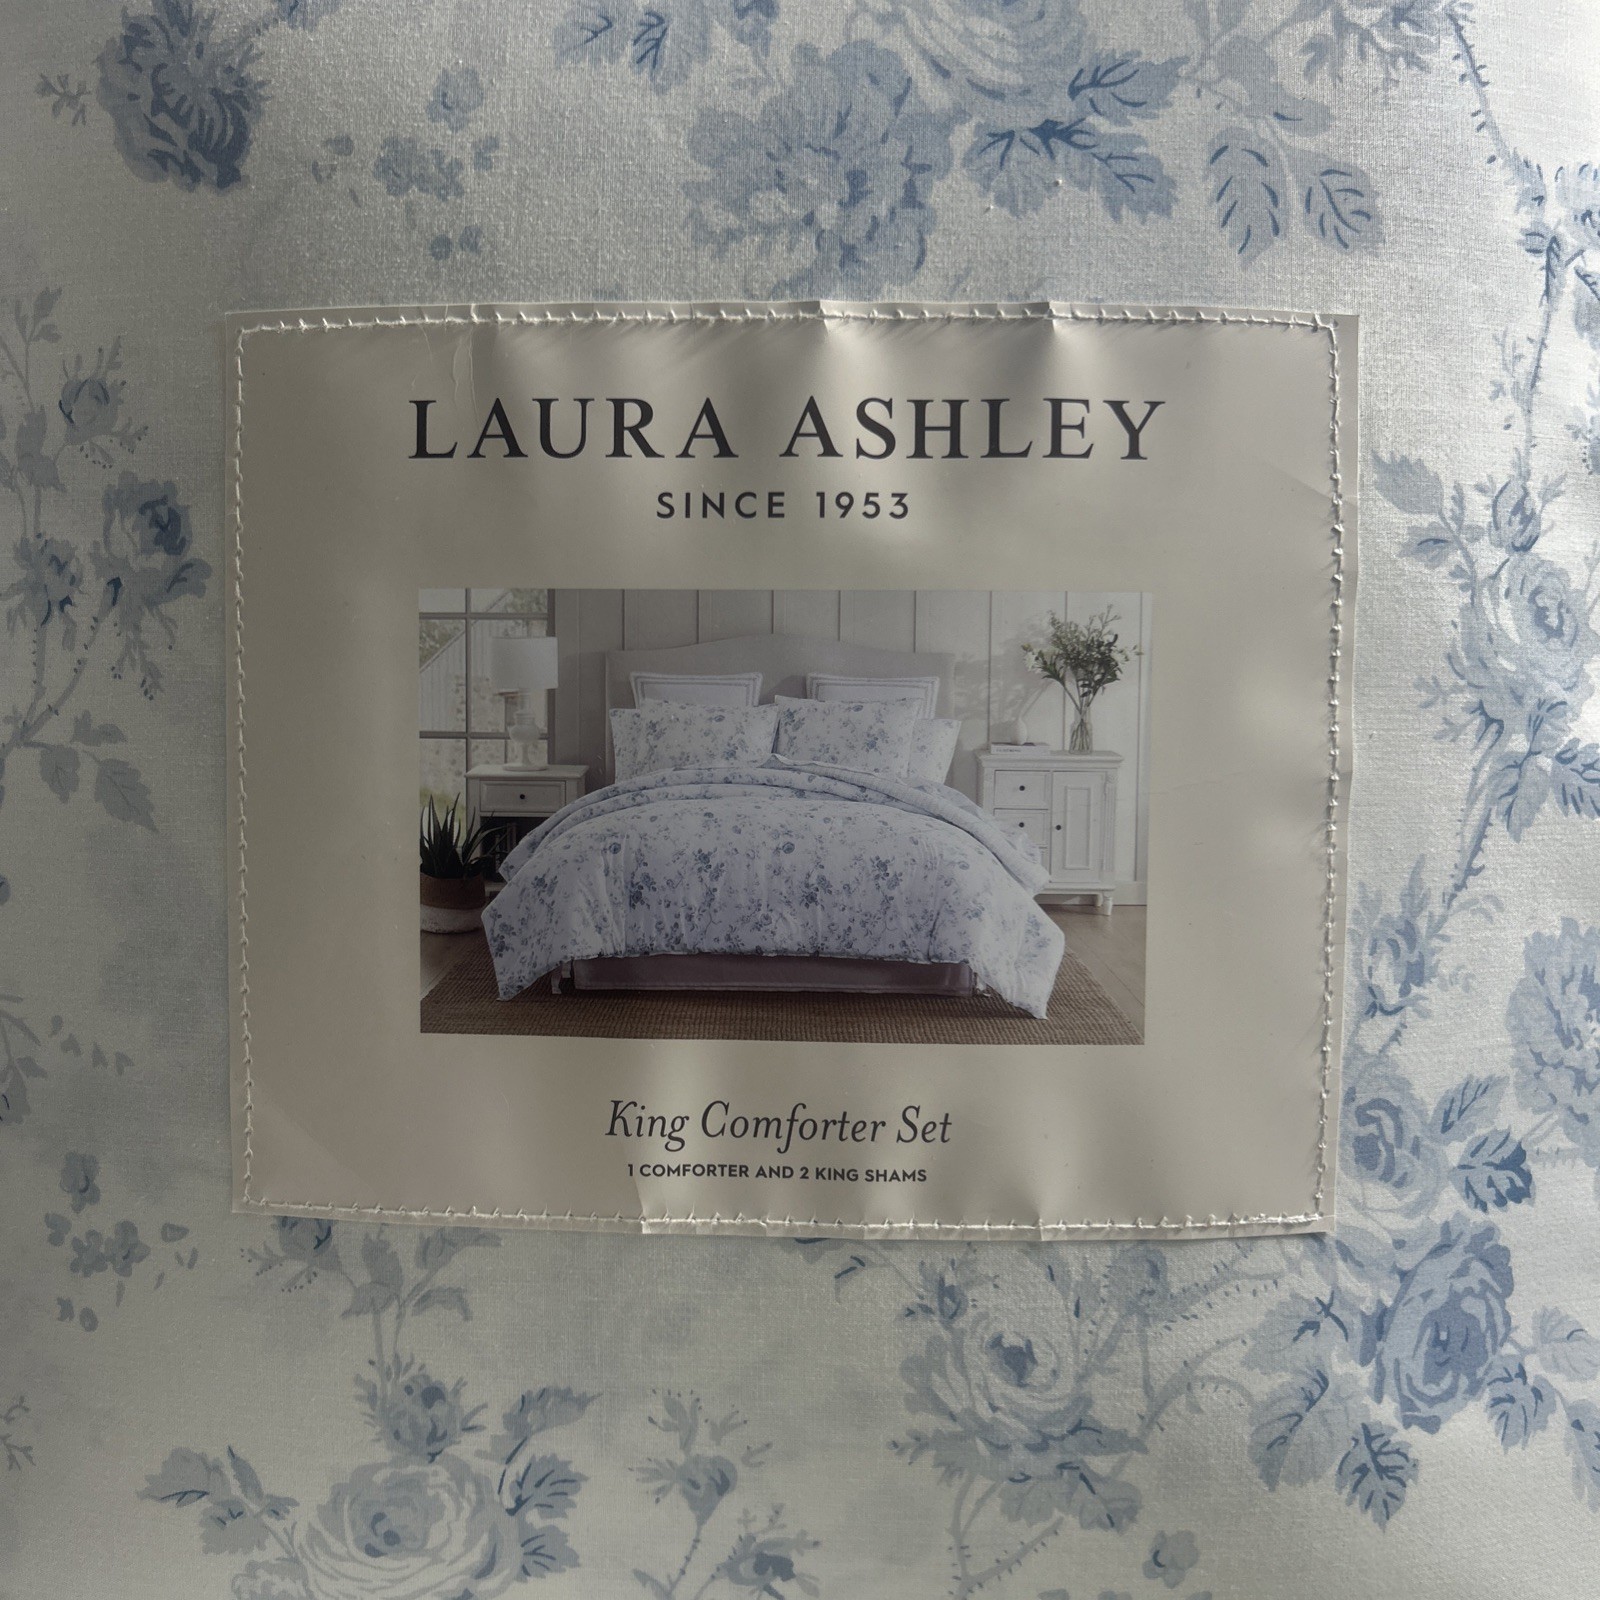 LAURA ASHLEY
SINCE 1953
King Comforter Set
1 COMFORTER AND 2 KING SHAMS